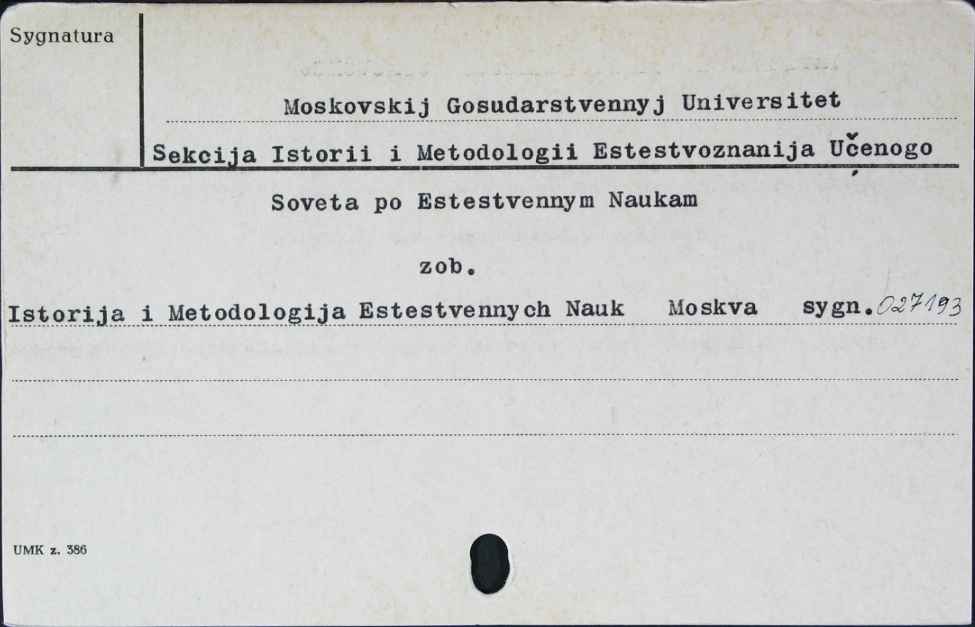 Sygnatura
Moskovskij Gosudarstvennyj Universitet
Sekcija Istorii i Metodologii Estestvoznanija Učenogo
Soveta po Estestvennym Naukam
zob.
Istorija i Metodologija Estestvennych Nauk Moskva sygn. 027193
UMK z. 386